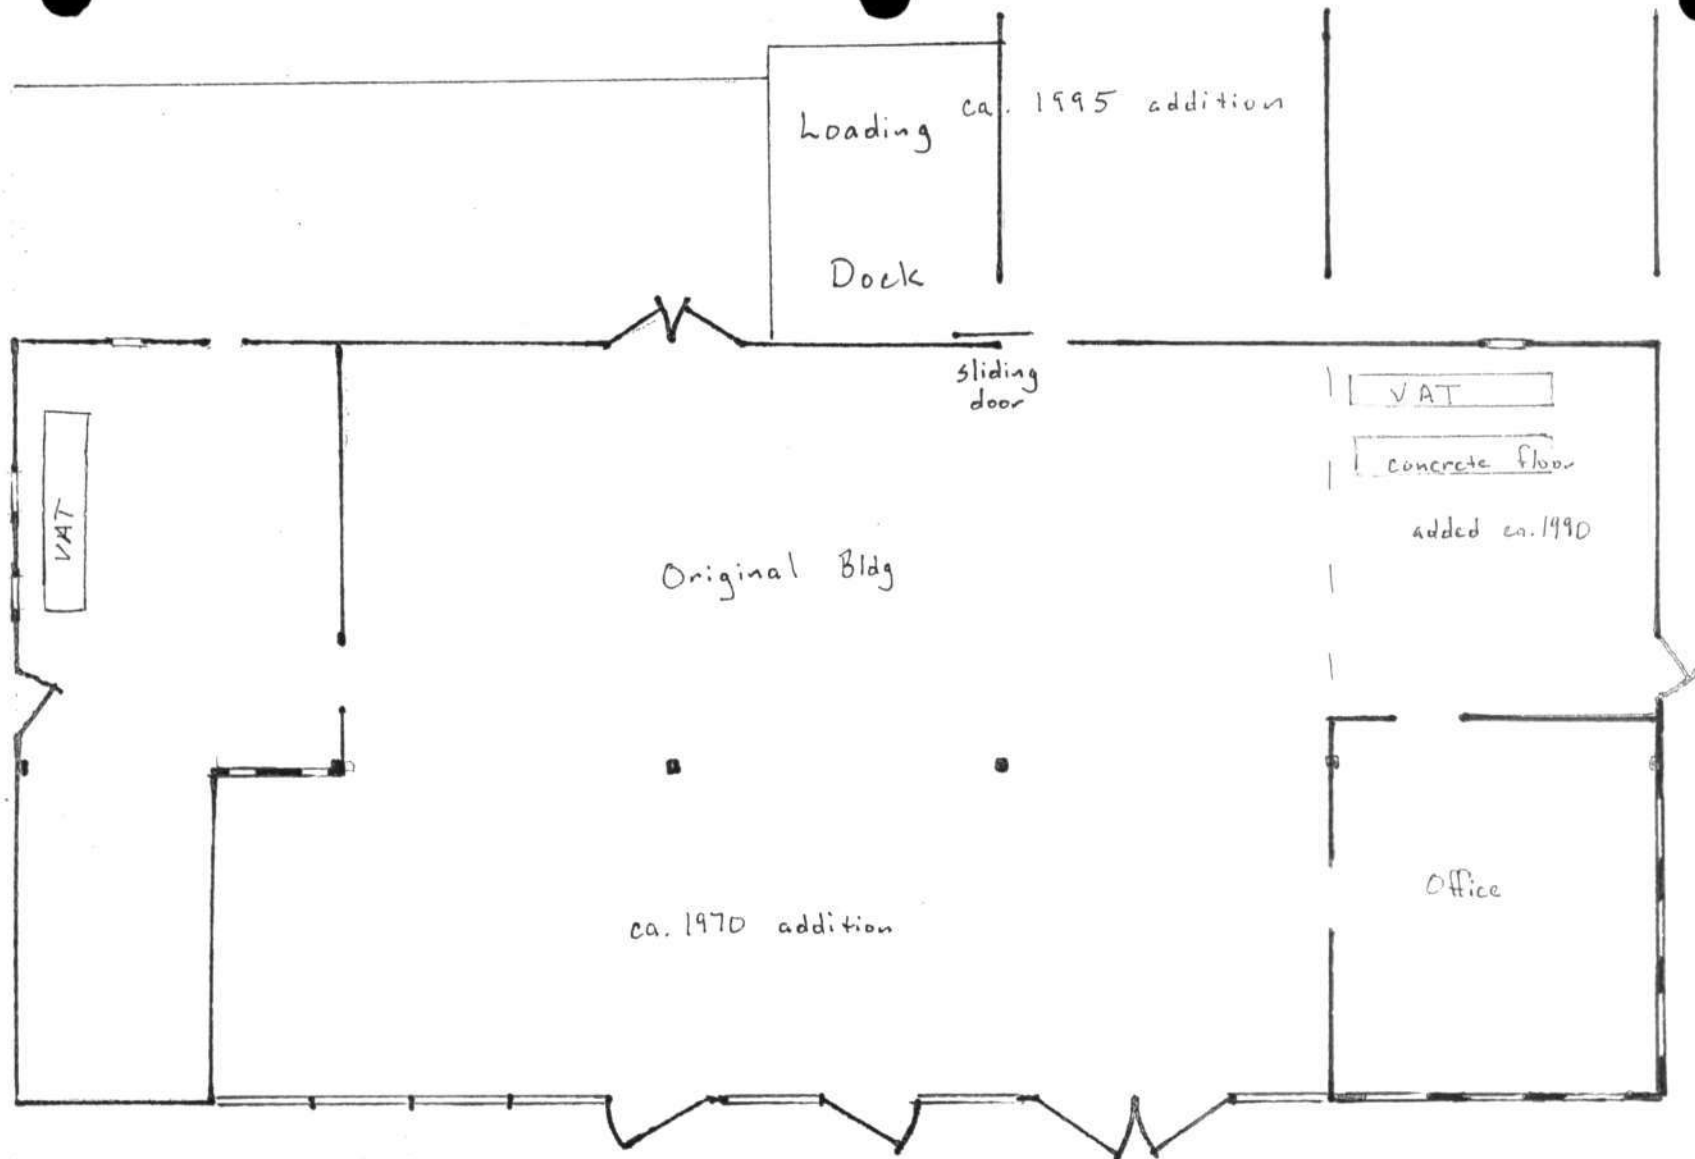 ca. 1995 addition
Loading
Dock
sliding
door
VAT
concrete floor
added ca. 1990
VAT
Original Bldg
Office
ca. 1970 addition